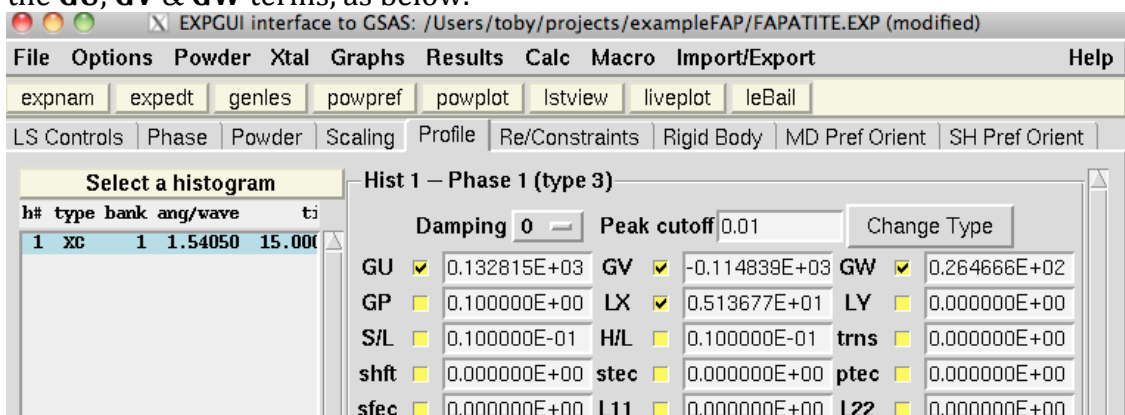 the GU, GV & GW terms, as below.
EXPGUI interface to GSAS: /Users/toby/projects/exampleFAP/FAPATITE.EXP (modified)
File Options Powder Xtal Graphs Results Calc Macro Import/Export Help
expnam expedt genles powpref powplot lstview liveplot leBail
LS Controls Phase Powder Scaling Profile Re/Constraints Rigid Body MD Pref Orient SH Pref Orient
Select a histogram Hist 1 – Phase 1 (type 3)
h# type bank ang/wave ti
Damping 0 Peak cutoff 0.01 Change Type
1 XC 1 1.54050 15.000
GU 0.132815E+03 GV -0.114839E+03 GW 0.264666E+02
GP 0.100000E+00 LX 0.513677E+01 LY 0.000000E+00
S/L 0.100000E-01 H/L 0.100000E-01 trns 0.000000E+00
shft 0.000000E+00 stec 0.000000E+00 ptec 0.000000E+00
sfec 0.000000E+00 L11 0.000000E+00 L22 0.000000E+00